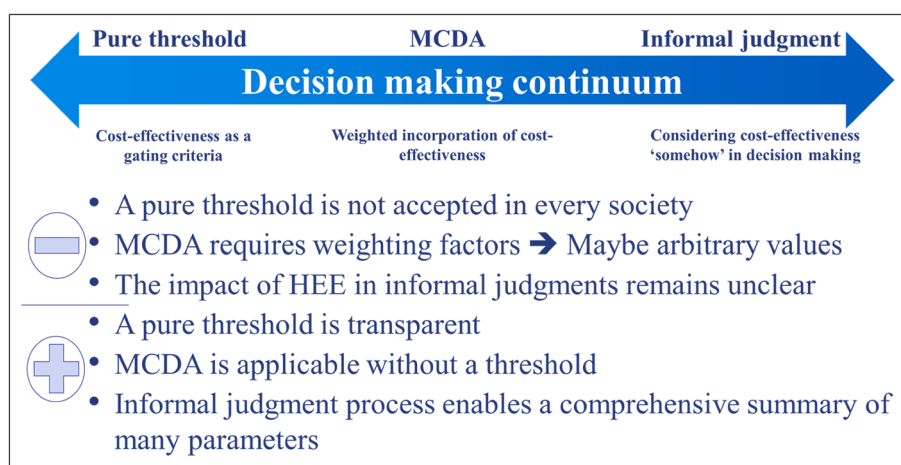 Pure threshold MCDA Informal judgment
Decision making continuum
Cost-effectiveness as a
gating criteria
Weighted incorporation of cost-
effectiveness
Considering cost-effectiveness
‘somehow’ in decision making
• A pure threshold is not accepted in every society
• MCDA requires weighting factors ➔ Maybe arbitrary values
• The impact of HEE in informal judgments remains unclear
• A pure threshold is transparent
• MCDA is applicable without a threshold
• Informal judgment process enables a comprehensive summary of
many parameters